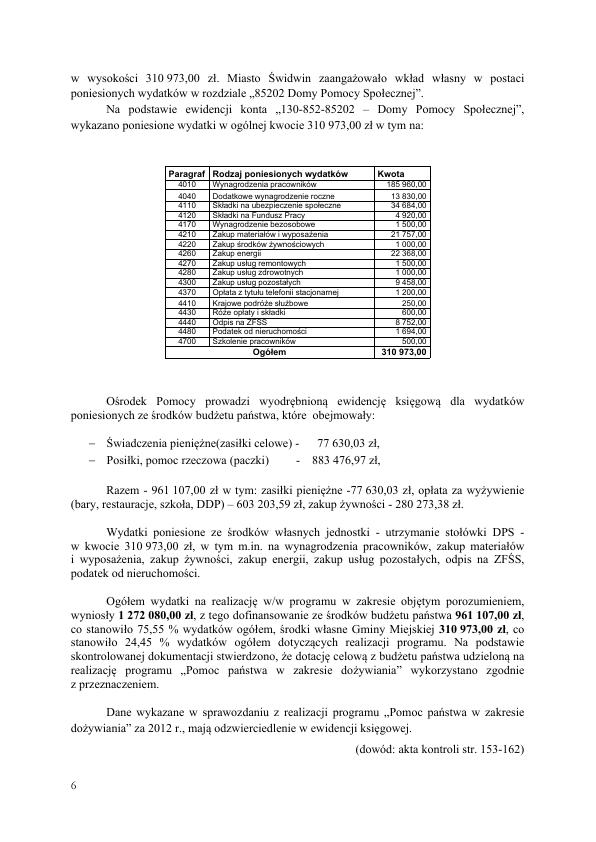 w wysokości 310 973,00 zł. Miasto Świdwin zaangażowało wkład własny w postaci
poniesionych wydatków w rozdziale „85202 Domy Pomocy Społecznej”.
Na podstawie ewidencji konta „130-852-85202 – Domy Pomocy Społecznej”,
wykazano poniesione wydatki w ogólnej kwocie 310 973,00 zł w tym na:
Paragraf Rodzaj poniesionych wydatków Kwota
4010 Wynagrodzenia pracowników 185 960,00
4040 Dodatkowe wynagrodzenie roczne 13 830,00
4110 Składki na ubezpieczenie społeczne 34 684,00
4120 Składki na Fundusz Pracy 4 920,00
4170 Wynagrodzenie bezosobowe 1 500,00
4210 Zakup materiałów i wyposażenia 21 757,00
4220 Zakup środków żywnościowych 1 000,00
4260 Zakup energii 22 368,00
4270 Zakup usług remontowych 1 500,00
4280 Zakup usług zdrowotnych 1 000,00
4300 Zakup usług pozostałych 9 458,00
4370 Opłata z tytułu telefonii stacjonarnej 1 200,00
4410 Krajowe podróże służbowe 250,00
4430 Róże opłaty i składki 600,00
4440 Odpis na ZFSS 8 752,00
4480 Podatek od nieruchomości 1 694,00
4700 Szkolenie pracowników 500,00
Ogółem 310 973,00
Ośrodek Pomocy prowadzi wyodrębnioną ewidencję księgową dla wydatków
poniesionych ze środków budżetu państwa, które obejmowały:
– Świadczenia pieniężne(zasiłki celowe) - 77 630,03 zł,
– Posiłki, pomoc rzeczowa (paczki) - 883 476,97 zł,
Razem - 961 107,00 zł w tym: zasiłki pieniężne -77 630,03 zł, opłata za wyżywienie
(bary, restauracje, szkoła, DDP) – 603 203,59 zł, zakup żywności - 280 273,38 zł.
Wydatki poniesione ze środków własnych jednostki - utrzymanie stołówki DPS -
w kwocie 310 973,00 zł, w tym m.in. na wynagrodzenia pracowników, zakup materiałów
i wyposażenia, zakup żywności, zakup energii, zakup usług pozostałych, odpis na ZFŚS,
podatek od nieruchomości.
Ogółem wydatki na realizację w/w programu w zakresie objętym porozumieniem,
wyniosły 1 272 080,00 zł, z tego dofinansowanie ze środków budżetu państwa 961 107,00 zł,
co stanowiło 75,55 % wydatków ogółem, środki własne Gminy Miejskiej 310 973,00 zł, co
stanowiło 24,45 % wydatków ogółem dotyczących realizacji programu. Na podstawie
skontrolowanej dokumentacji stwierdzono, że dotację celową z budżetu państwa udzieloną na
realizację programu „Pomoc państwa w zakresie dożywiania” wykorzystano zgodnie
z przeznaczeniem.
Dane wykazane w sprawozdaniu z realizacji programu „Pomoc państwa w zakresie
dożywiania” za 2012 r., mają odzwierciedlenie w ewidencji księgowej.
(dowód: akta kontroli str. 153-162)
6